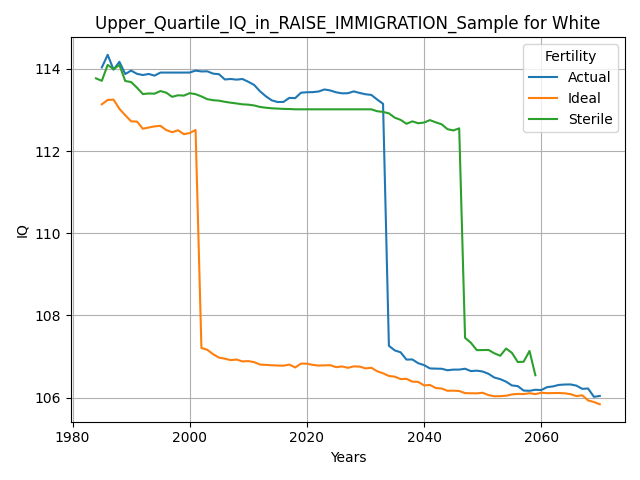 Upper_Quartile_IQ_in_RAISE_IMMIGRATION_Sample for White
Fertility
Actual
Ideal
Sterile
114
112
110
108
106
IQ
1980
2000
2020
2040
2060
Years